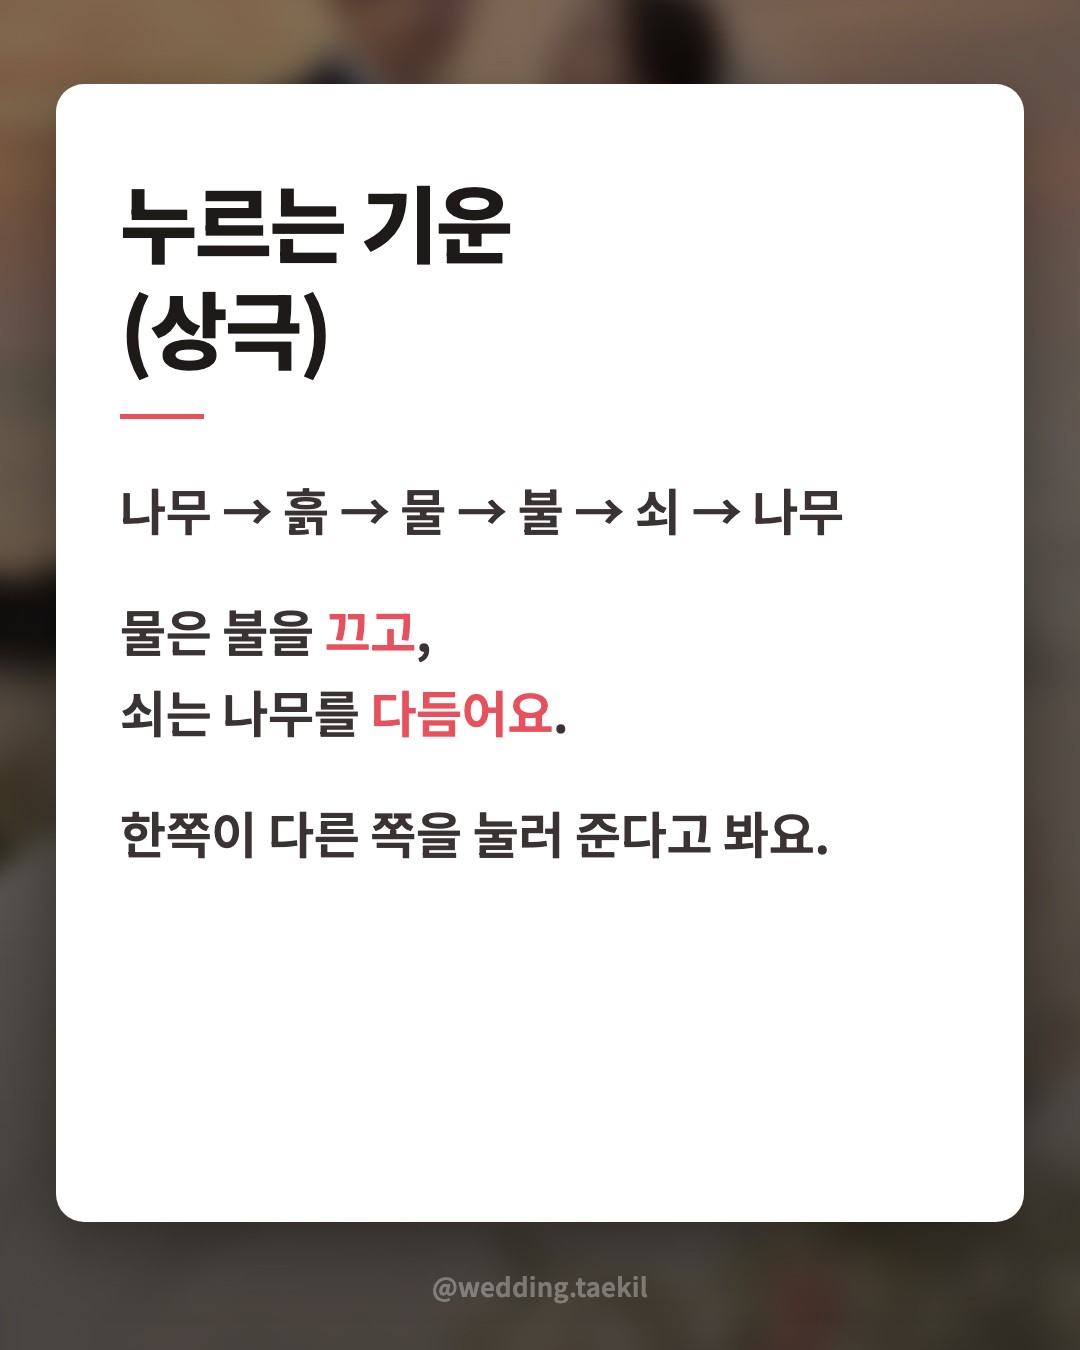 누르는 기운
(상극)
나무 → 흙 → 물 → 불 → 쇠 → 나무
물은 불을 끄고,
쇠는 나무를 다듬어요.
한쪽이 다른 쪽을 눌러 준다고 봐요.
@wedding.taekil